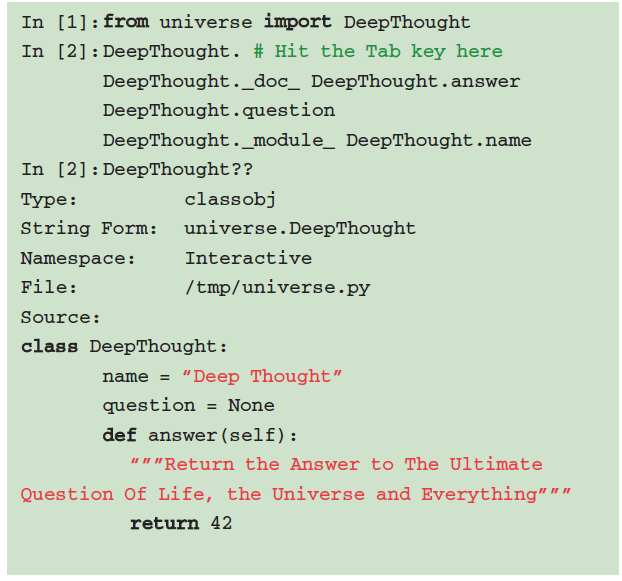 In [1]: from universe import DeepThought
In [2]: DeepThought. # Hit the Tab key here
DeepThought._doc_ DeepThought.answer
DeepThought.question
DeepThought._module_ DeepThought.name
In [2]: DeepThought??
Type: classobj
String Form: universe.DeepThought
Namespace: Interactive
File: /tmp/universe.py
Source:
class DeepThought:
name = ”Deep Thought”
question = None
def answer(self):
”””Return the Answer to The Ultimate
Question Of Life, the Universe and Everything”””
return 42